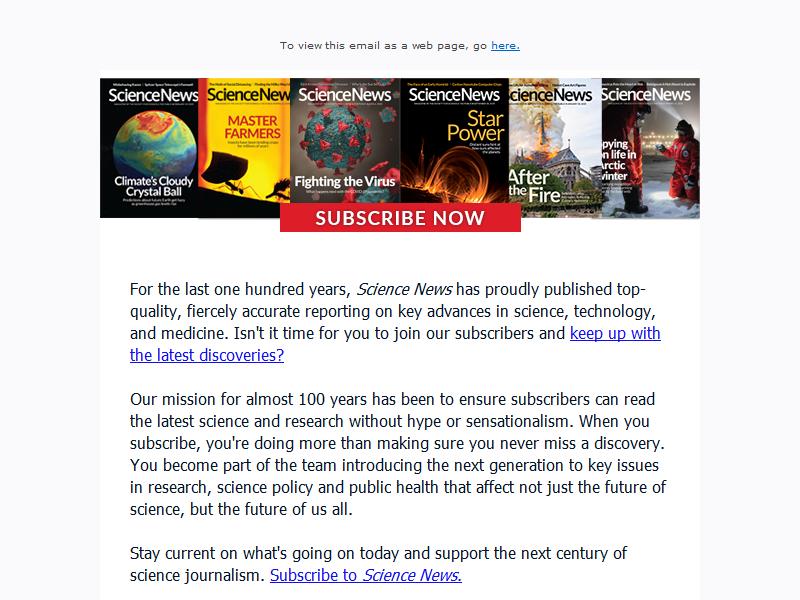 To view this email as a web page, go here.
ScienceNews
ScienceNews
ScienceNews
ScienceNews
ScienceNews
ScienceNews
MASTER
FARMERS
Star
Power
Climate's Cloudy
Crystal Ball
Fighting the Virus
After
the Fire
on life in
Arctic
SUBSCRIBE NOW
For the last one hundred years, Science News has proudly published top-
quality, fiercely accurate reporting on key advances in science, technology,
and medicine. Isn't it time for you to join our subscribers and keep up with
the latest discoveries?
Our mission for almost 100 years has been to ensure subscribers can read
the latest science and research without hype or sensationalism. When you
subscribe, you're doing more than making sure you never miss a discovery.
You become part of the team introducing the next generation to key issues
in research, science policy and public health that affect not just the future of
science, but the future of us all.
Stay current on what's going on today and support the next century of
science journalism. Subscribe to Science News.